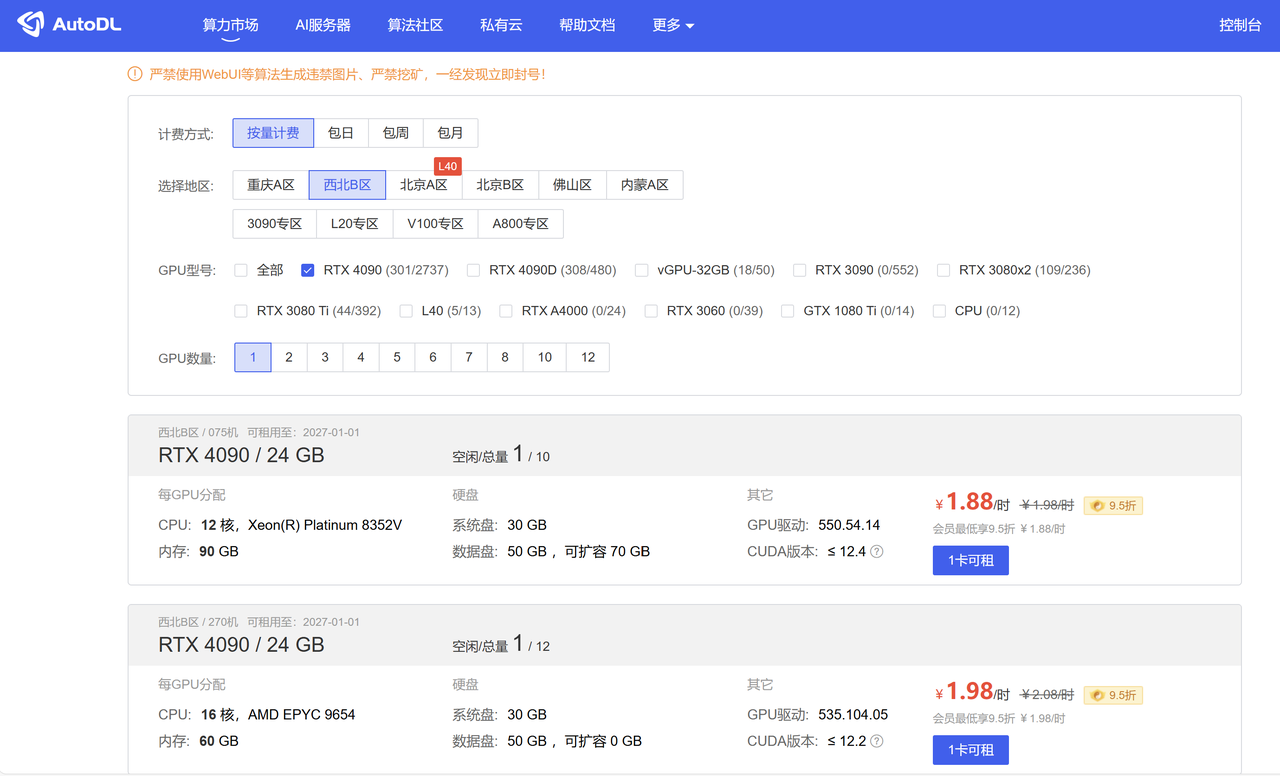 AutoDL 算力市场 AI服务器 算法社区 私有云 帮助文档 更多 控制台
严禁使用WebUI等算法生成违禁图片、严禁挖矿，一经发现立即封号！
计费方式: 按量计费 包日 包周 包月
L40
选择地区: 重庆A区 西北B区 北京A区 北京B区 佛山区 内蒙A区
3090专区 L20专区 V100专区 A800专区
GPU型号: 全部 RTX 4090 (301/2737) RTX 4090D (308/480) vGPU-32GB (18/50) RTX 3090 (0/552) RTX 3080x2 (109/236)
RTX 3080 Ti (44/392) L40 (5/13) RTX A4000 (0/24) RTX 3060 (0/39) GTX 1080 Ti (0/14) CPU (0/12)
GPU数量: 1 2 3 4 5 6 7 8 10 12
西北B区 / 075机 可租用至：2027-01-01
RTX 4090 / 24 GB 空闲/总量 1 / 10
每GPU分配 硬盘 其它
¥1.88/时 ¥1.98/时 9.5折
CPU: 12 核，Xeon(R) Platinum 8352V 系统盘: 30 GB GPU驱动: 550.54.14
会员最低享9.5折 ¥1.88/时
内存: 90 GB 数据盘: 50 GB ，可扩容 70 GB CUDA版本: ≤ 12.4 ?
1卡可租
西北B区 / 270机 可租用至：2027-01-01
RTX 4090 / 24 GB 空闲/总量 1 / 12
每GPU分配 硬盘 其它
¥1.98/时 ¥2.08/时 9.5折
CPU: 16 核，AMD EPYC 9654 系统盘: 30 GB GPU驱动: 535.104.05
会员最低享9.5折 ¥1.98/时
内存: 60 GB 数据盘: 50 GB ，可扩容 0 GB CUDA版本: ≤ 12.2 ?
1卡可租